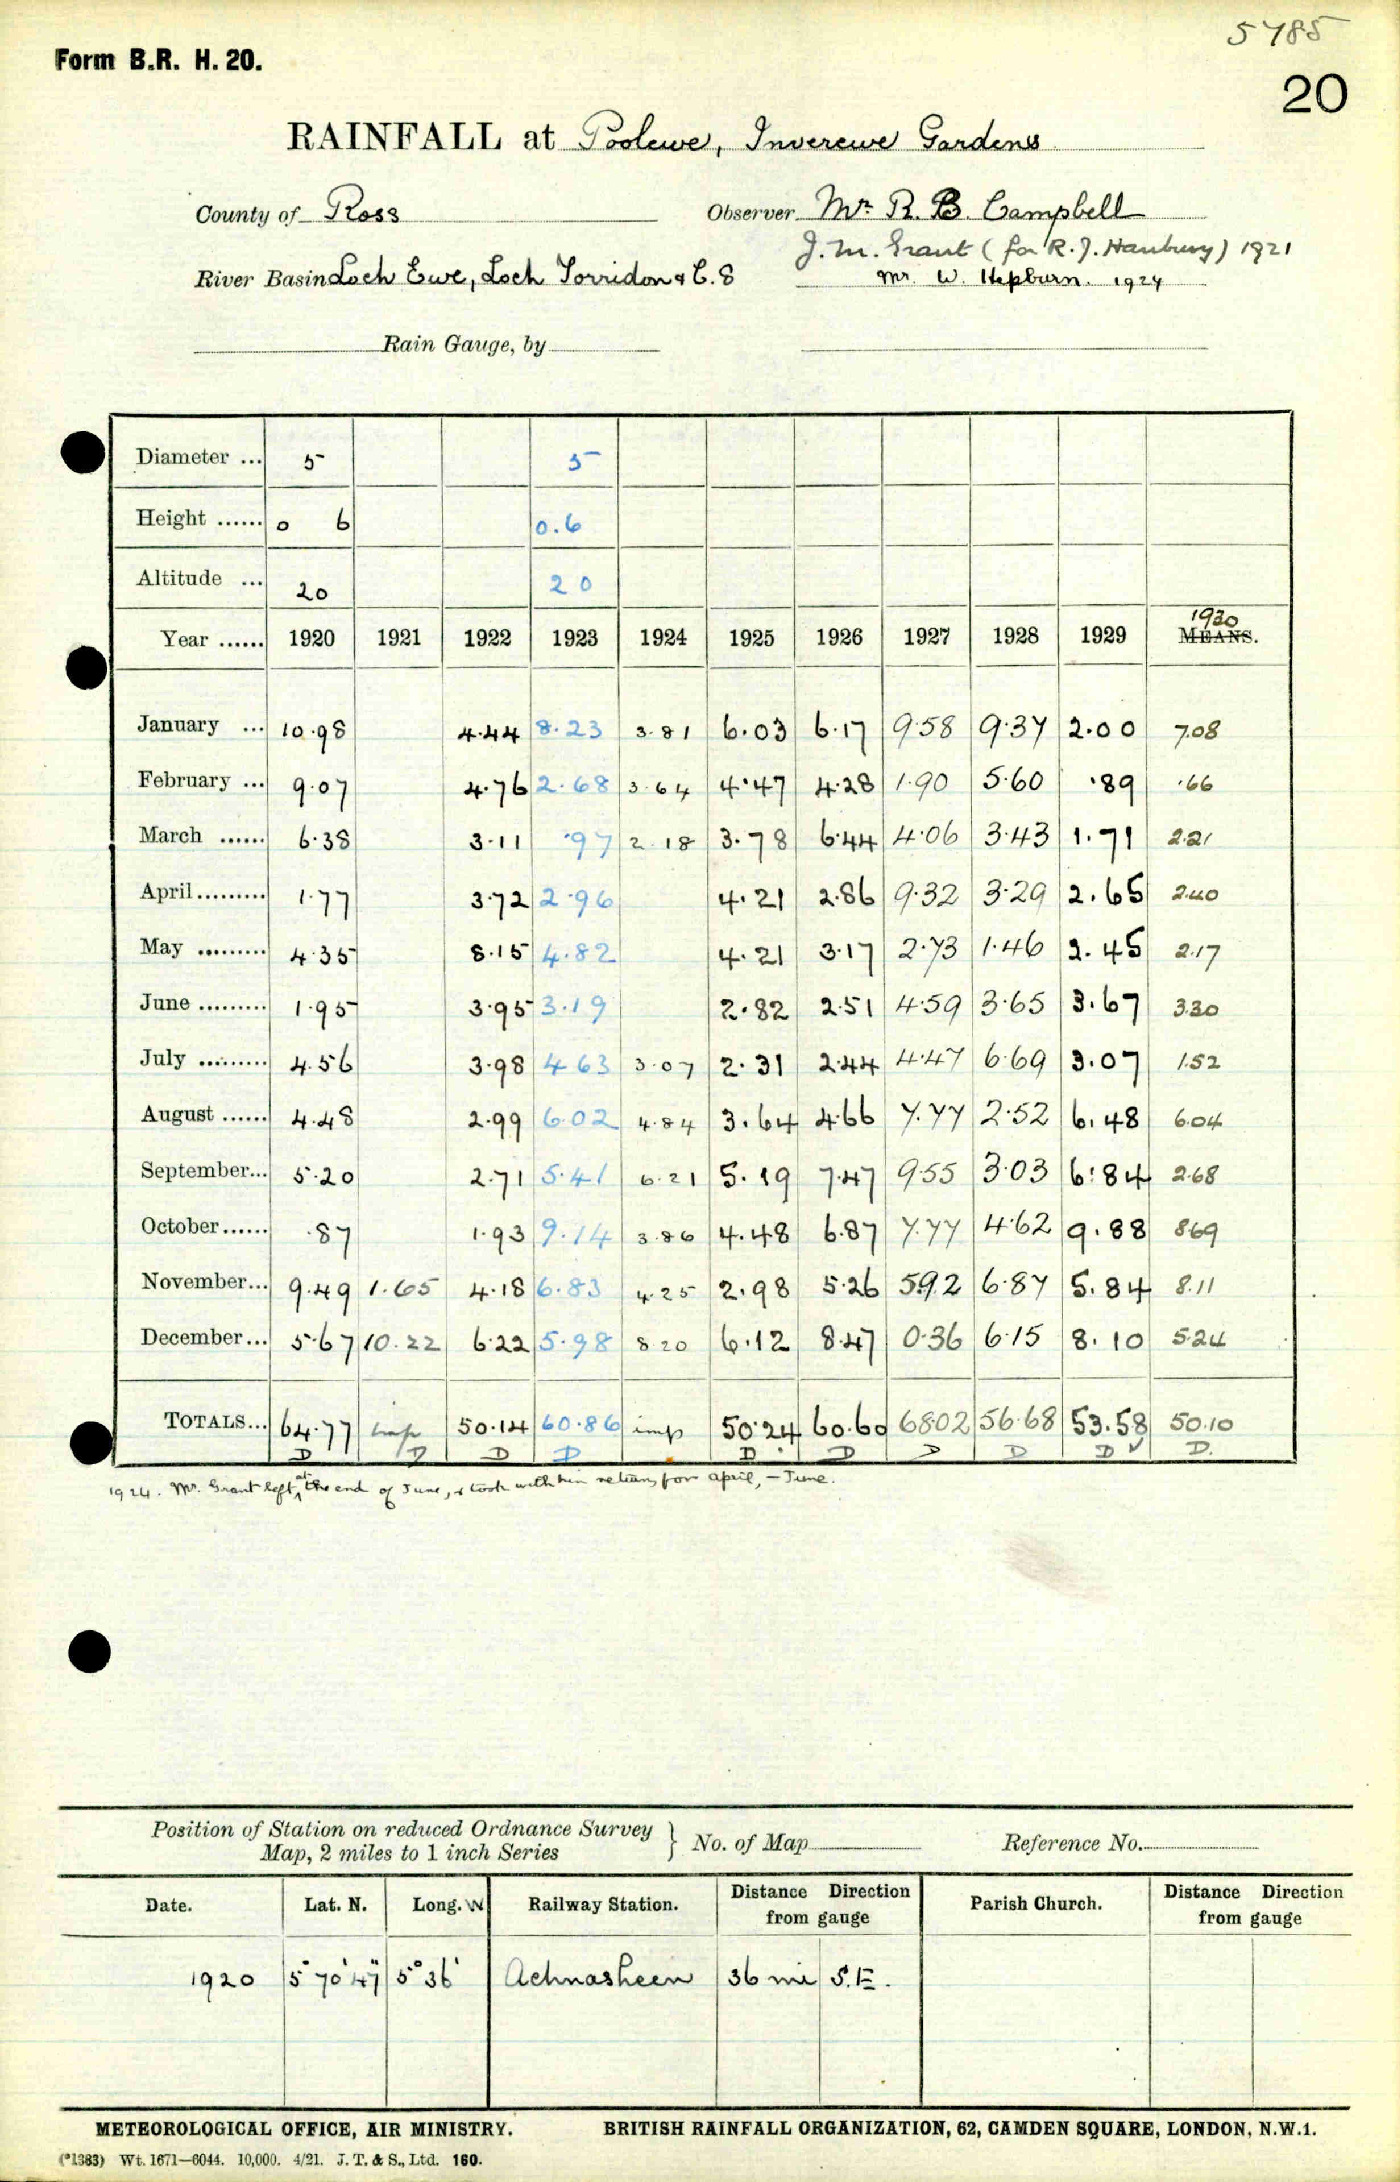 5785
Form B.R. H. 20.
20
RAINFALL at Poolewe, Inverewe Gardens
County of Ross
Observer Mr R. B. Campbell
J. M. Grant (for R. J. Hanbury) 1921
River Basin Loch Ewe, Loch Torridon & C. 8
Mr. W. Hepburn. 1924
Rain Gauge, by
Diameter ... 5 5
Height ...... 0 6 0.6
Altitude ... 20 20
1930
Year ...... 1920 1921 1922 1923 1924 1925 1926 1927 1928 1929 MEANS.
January ... 10.98 4.44 8.23 3.81 6.03 6.17 9.58 9.37 2.00 7.08
February ... 9.07 4.76 2.68 3.64 4.47 4.28 1.90 5.60 .89 .66
March ...... 6.38 3.11 .97 2.18 3.78 6.44 4.06 3.43 1.71 2.21
April ......... 1.77 3.72 2.96 4.21 2.86 9.32 3.29 2.65 2.40
May ......... 4.35 8.15 4.82 4.21 3.17 2.73 1.46 2.45 2.17
June ......... 1.95 3.95 3.19 2.82 2.51 4.59 3.65 3.67 3.30
July ......... 4.56 3.98 4.63 3.07 2.31 2.44 4.47 6.69 3.07 1.52
August ...... 4.48 2.99 6.02 4.84 3.64 4.66 7.77 2.52 6.48 6.04
September... 5.20 2.71 5.41 6.21 5.19 7.47 9.55 3.03 6.84 2.68
October...... .87 1.93 9.14 3.86 4.48 6.87 7.77 4.62 9.88 8.69
November... 9.49 1.65 4.18 6.83 4.25 2.98 5.26 5.92 6.87 5.84 8.11
December... 5.67 10.22 6.22 5.98 8.20 6.12 8.47 0.36 6.15 8.10 5.24
TOTALS... 64.77 imp 50.14 60.86 imp 50.24 60.60 68.02 56.68 53.58 50.10
D D D D D D D D D ✓ D.
1924. Mr. Grant left at the end of June, & took with him returns for April, – June.
Position of Station on reduced Ordnance Survey
Map, 2 miles to 1 inch Series } No. of Map Reference No.
Date. Lat. N. Long. W Railway Station. Distance Direction from gauge Parish Church. Distance Direction from gauge
1920 5°70'47" 5°36' Achnasheen 36 mi S.E.
METEOROLOGICAL OFFICE, AIR MINISTRY. BRITISH RAINFALL ORGANIZATION, 62, CAMDEN SQUARE, LONDON, N.W.1.
(*1383) Wt. 1671—6044. 10,000. 4/21. J. T. & S., Ltd. 160.